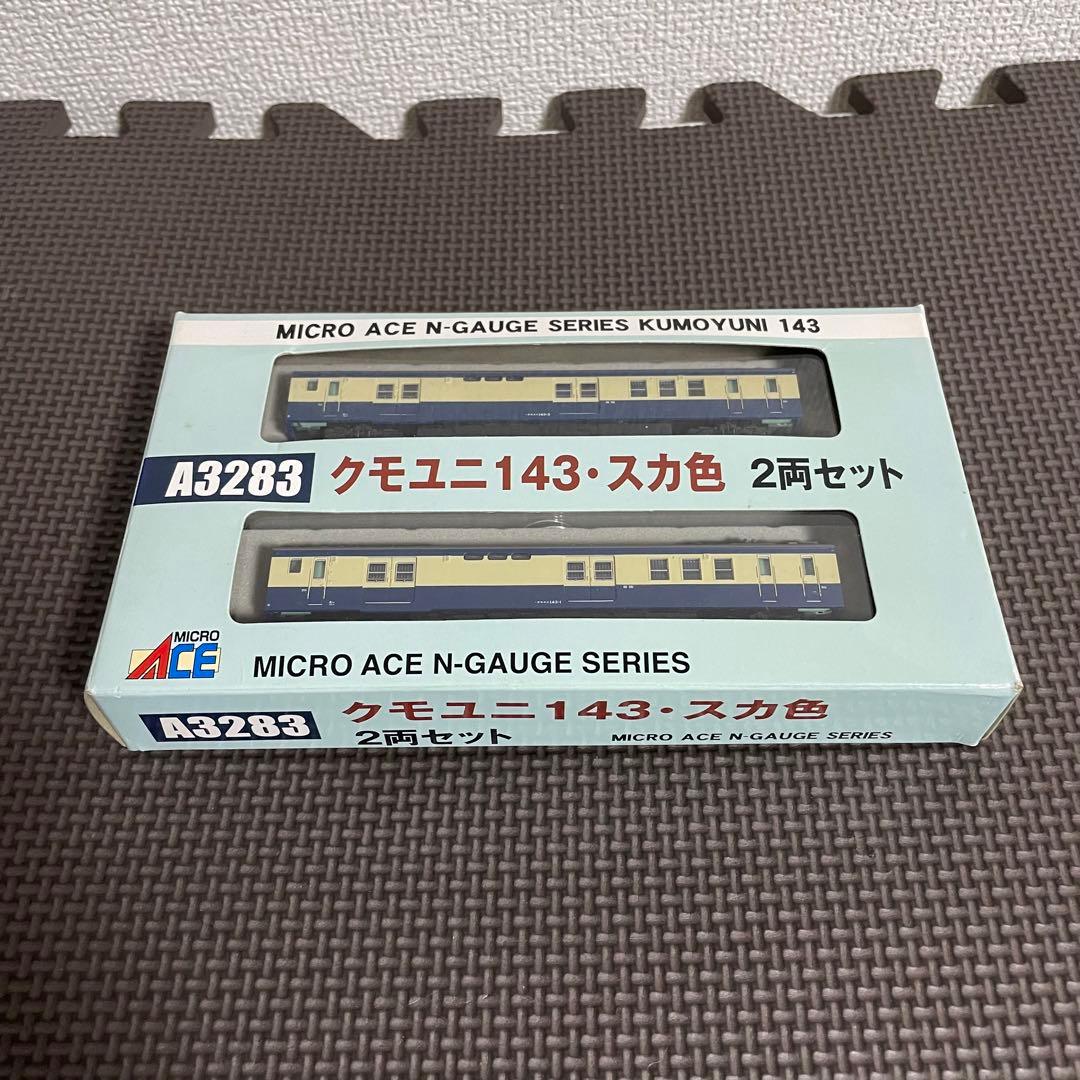 MICRO ACE N-GAUGE SERIES KUMOYUNI 143
A3283 クモユニ143・スカ色 2両セット
MICRO ACE
MICRO ACE N-GAUGE SERIES
A3283 クモユニ143・スカ色
2両セット MICRO ACE N-GAUGE SERIES